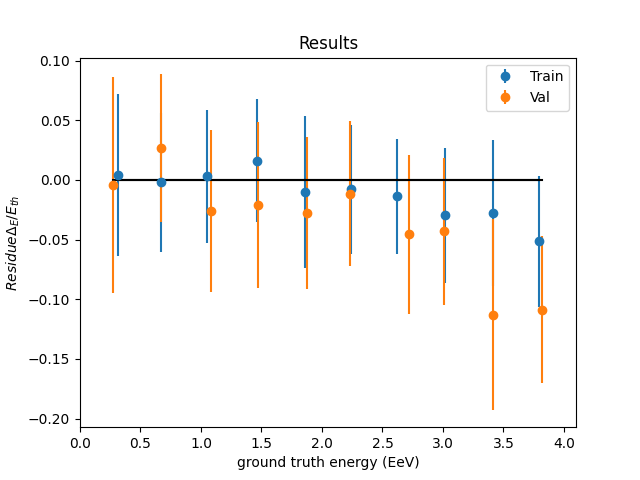 Results
Train
Val
Residue Δ_E/E_th
0.10
0.05
0.00
−0.05
−0.10
−0.15
−0.20
0.0 0.5 1.0 1.5 2.0 2.5 3.0 3.5 4.0
ground truth energy (EeV)